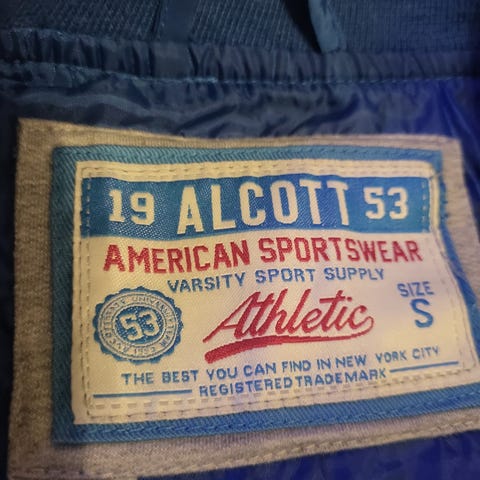 19 ALCOTT 53
AMERICAN SPORTSWEAR
VARSITY SPORT SUPPLY
Athletic
SIZE
S
53
THE BEST YOU CAN FIND IN NEW YORK CITY
REGISTERED TRADEMARK